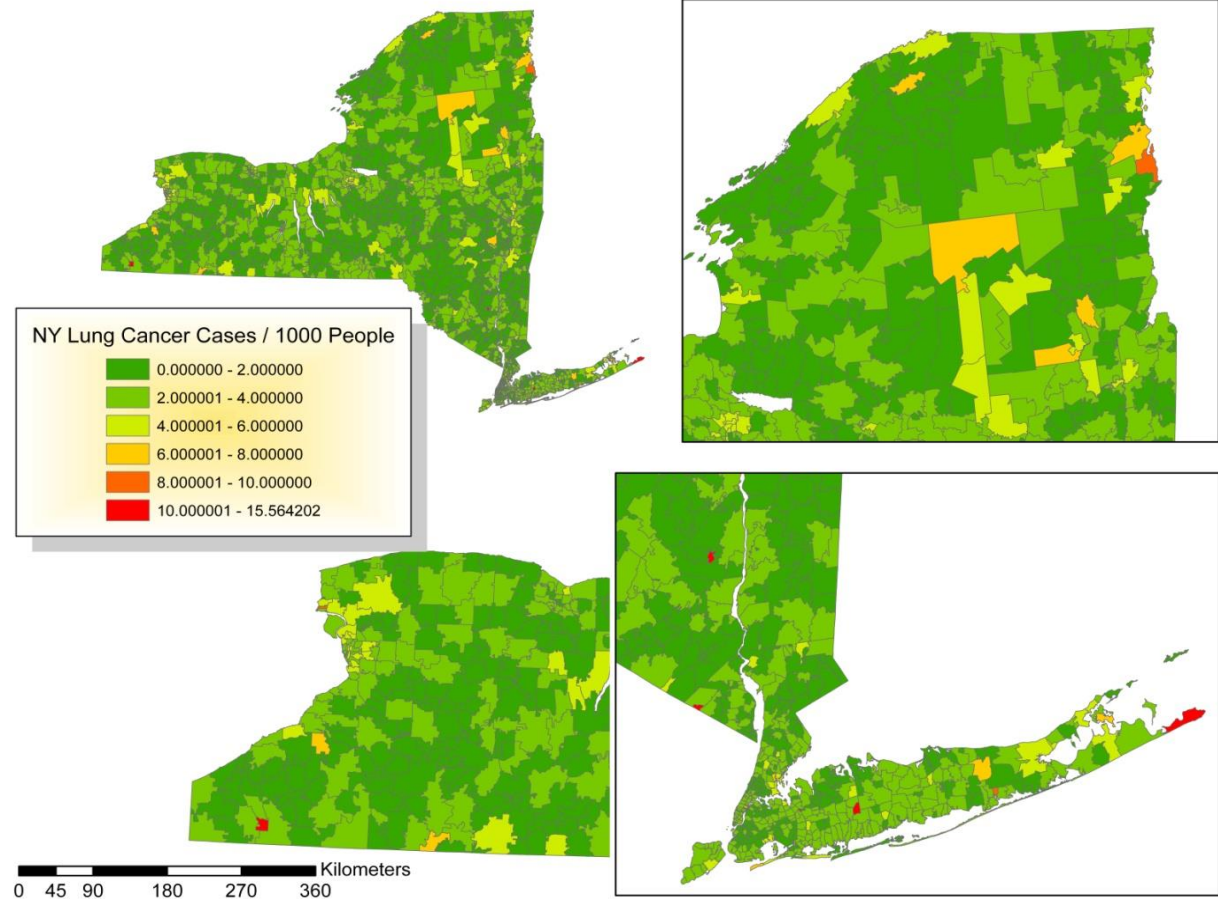 NY Lung Cancer Cases / 1000 People
0.000000 - 2.000000
2.000001 - 4.000000
4.000001 - 6.000000
6.000001 - 8.000000
8.000001 - 10.000000
10.000001 - 15.564202
Kilometers
0 45 90 180 270 360